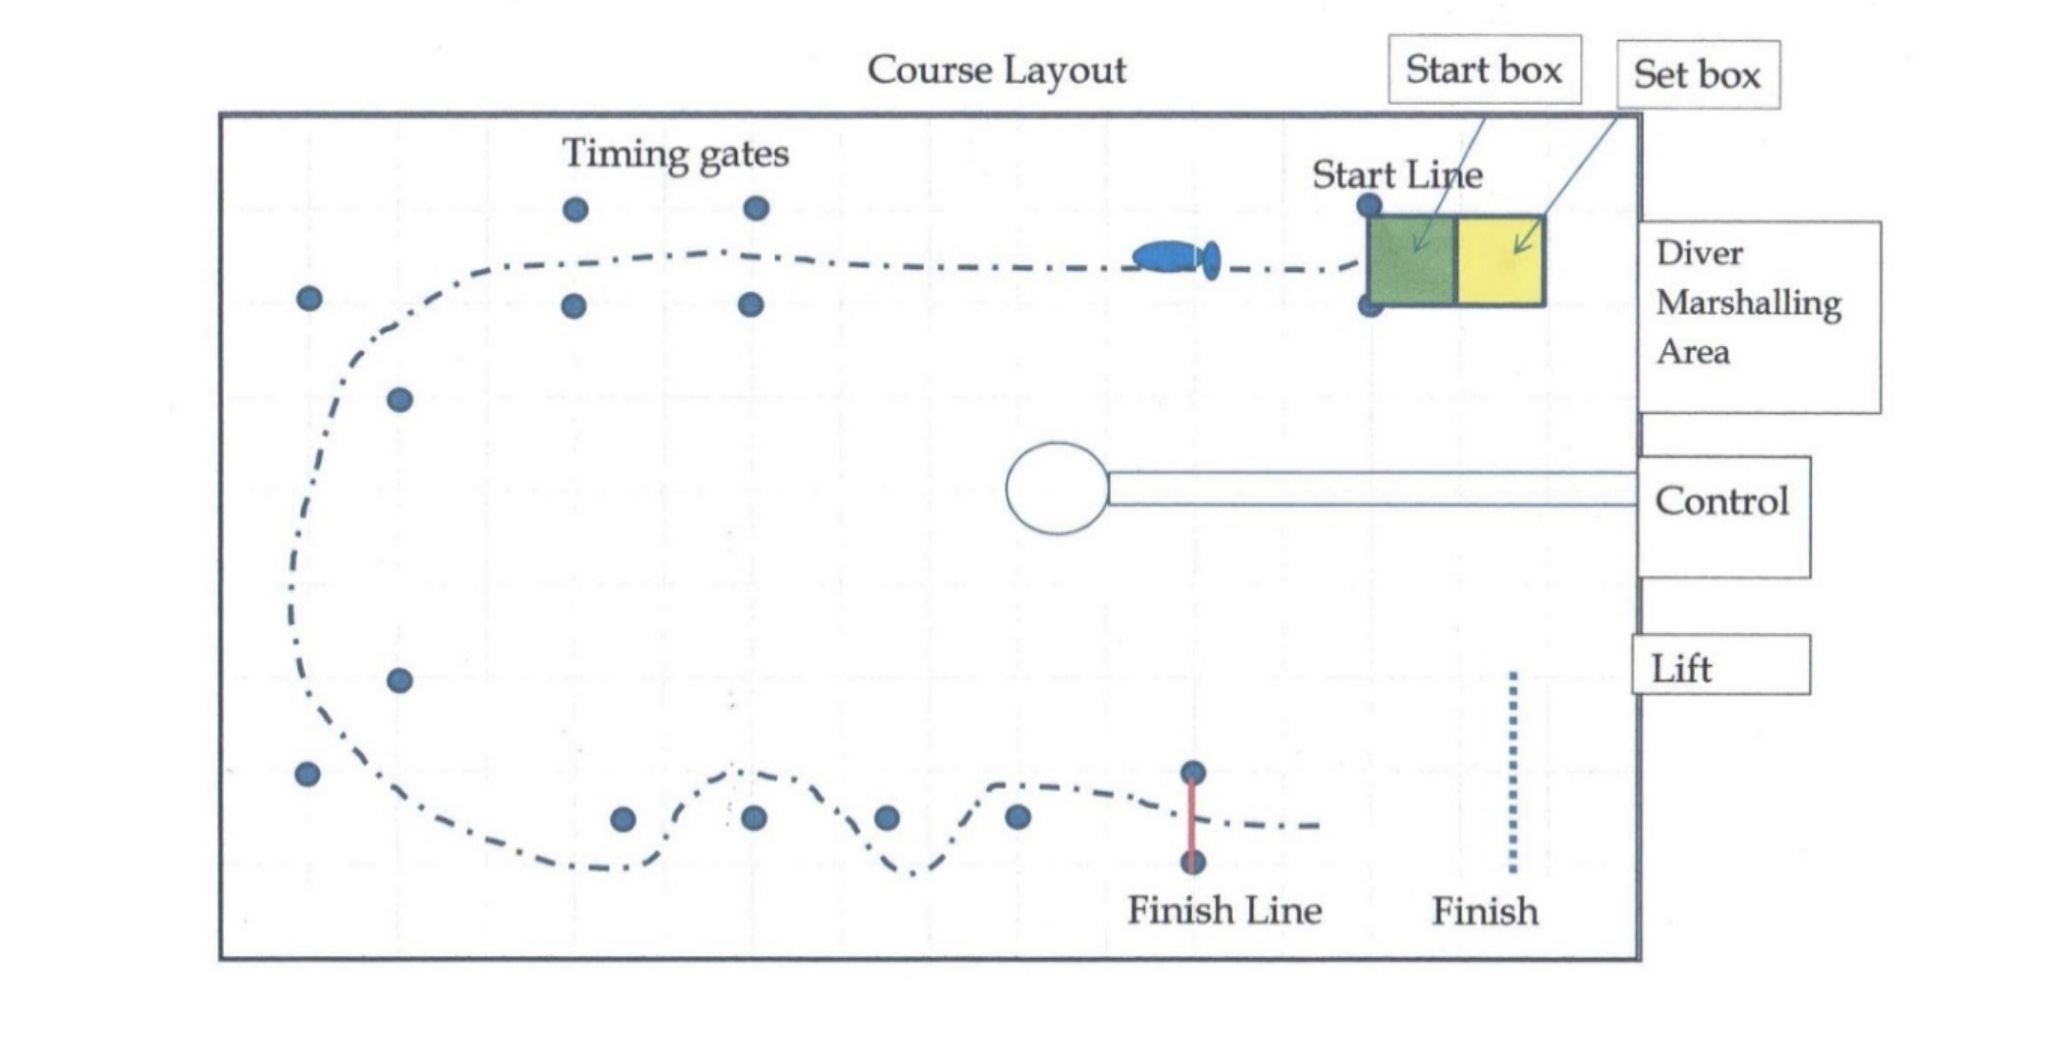 Course Layout
Start box
Set box
Timing gates
Start Line
Diver
Marshalling
Area
Control
Lift
Finish Line
Finish